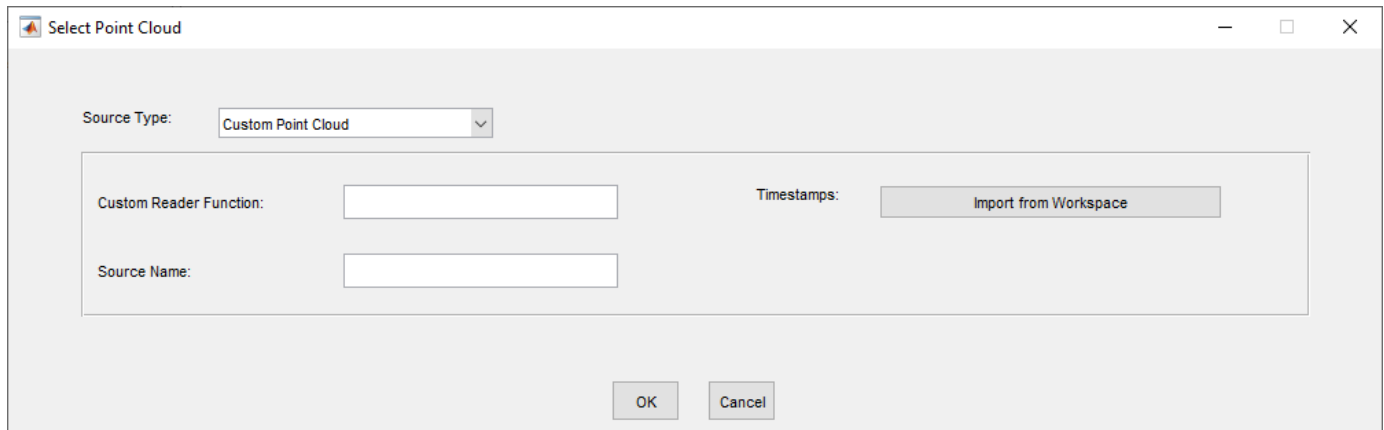 Select Point Cloud
Source Type: Custom Point Cloud
Custom Reader Function: Timestamps: Import from Workspace
Source Name:
OK Cancel